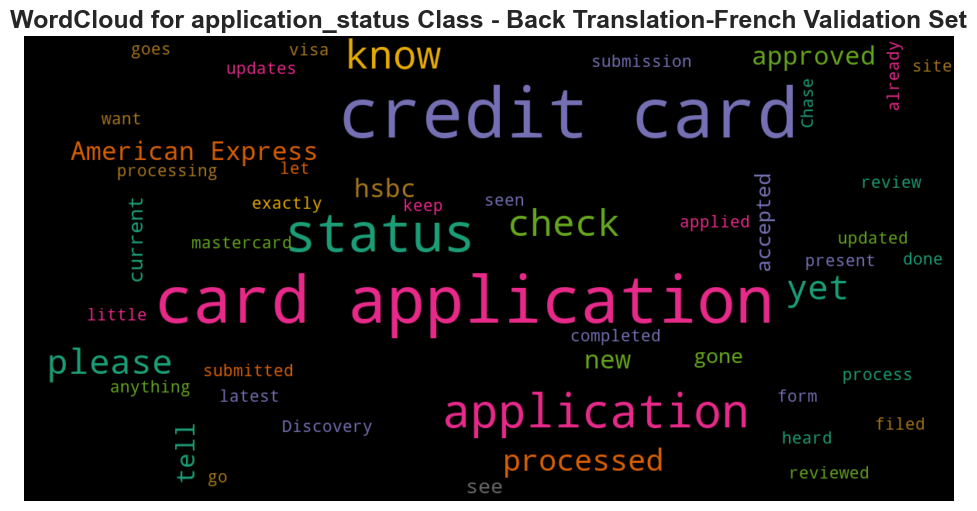 WordCloud for application_status Class - Back Translation-French Validation Set
goes
visa
know
submission
approved
already
site
updates
credit card
Chase
want
American Express
processing
let
hsbc
seen
accepted
review
exactly
keep
current
mastercard
status
check
applied
updated
present
done
little
card application
yet
completed
please
new
gone
submitted
process
anything
latest
application
form
tell
Discovery
processed
heard
filed
go
see
reviewed